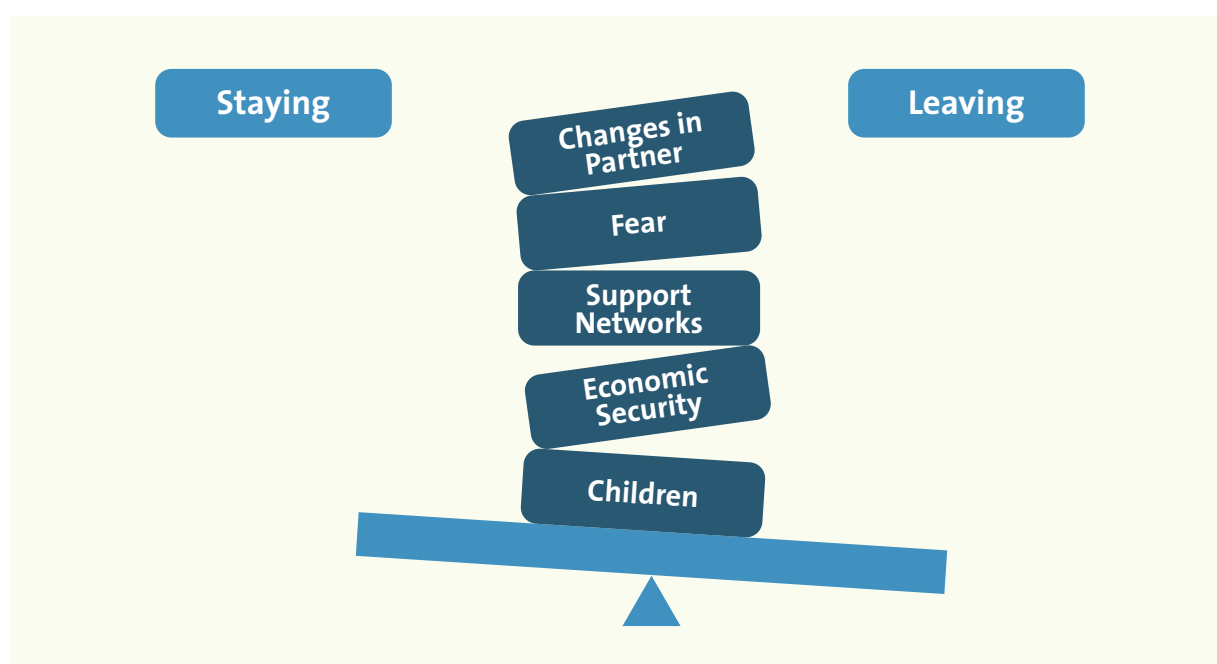 Staying
Leaving
Changes in
Partner
Fear
Support
Networks
Economic
Security
Children